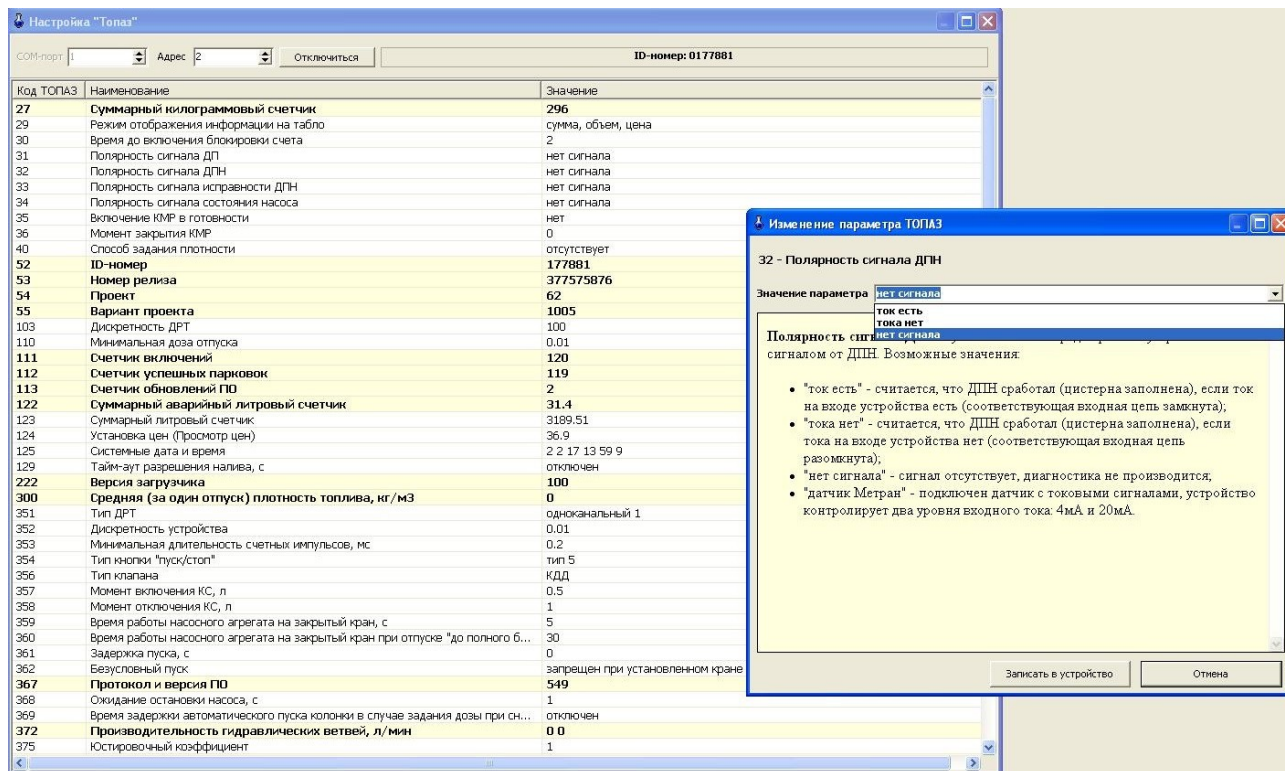 Настройка "Топаз"
COM-порт 1 Адрес 2 Отключиться ID-номер: 0177881
Код ТОПАЗ Наименование Значение
27 Суммарный килограммовый счетчик 296
29 Режим отображения информации на табло сумма, объем, цена
30 Время до включения блокировки счета 2
31 Полярность сигнала ДП нет сигнала
32 Полярность сигнала ДПН нет сигнала
33 Полярность сигнала исправности ДПН нет сигнала
34 Полярность сигнала состояния насоса нет сигнала
35 Включение КМР в готовности нет
36 Момент закрытия КМР 0
40 Способ задания плотности отсутствует
52 ID-номер 177881
53 Номер релиза 377575876
54 Проект 62
55 Вариант проекта 1005
103 Дискретность ДРТ 100
110 Минимальная доза отпуска 0.01
111 Счетчик включений 120
112 Счетчик успешных парковок 119
113 Счетчик обновлений ПО 2
122 Суммарный аварийный литровый счетчик 31.4
123 Суммарный литровый счетчик 3189.51
124 Установка цен (Просмотр цен) 36.9
125 Системные дата и время 2 2 17 13 59 9
129 Тайм-аут разрешения налива, с отключен
222 Версия загрузчика 100
300 Средняя (за один отпуск) плотность топлива, кг/м3 0
351 Тип ДРТ одноканальный 1
352 Дискретность устройства 0.01
353 Минимальная длительность счетных импульсов, мс 0.2
354 Тип кнопки "пуск/стоп" тип 5
356 Тип клапана КДД
357 Момент включения КС, л 0.5
358 Момент отключения КС, л 1
359 Время работы насосного агрегата на закрытый кран, с 5
360 Время работы насосного агрегата на закрытый кран при отпуске "до полного б... 30
361 Задержка пуска, с 0
362 Безусловный пуск запрещен при установленном кране
367 Протокол и версия ПО 549
368 Ожидание остановки насоса, с 1
369 Время задержки автоматического пуска колонки в случае задания дозы при сн... отключен
372 Производительность гидравлических ветвей, л/мин 0 0
375 Юстировочный коэффициент 1
Изменение параметра ТОПАЗ
32 - Полярность сигнала ДПН
Значение параметра нет сигнала
ток есть
тока нет
нет сигнала
Полярность
сигналом от ДПН. Возможные значения:
• "ток есть" - считается, что ДПН сработал (цистерна заполнена), если ток
на входе устройства есть (соответствующая входная цепь замкнута);
• "тока нет" - считается, что ДПН сработал (цистерна заполнена), если
тока на входе устройства нет (соответствующая входная цепь
разомкнута);
• "нет сигнала" - сигнал отсутствует, диагностика не производится;
• "датчик Метран" - подключен датчик с токовыми сигналами, устройство
контролирует два уровня входного тока: 4мА и 20мА.
Записать в устройство Отмена